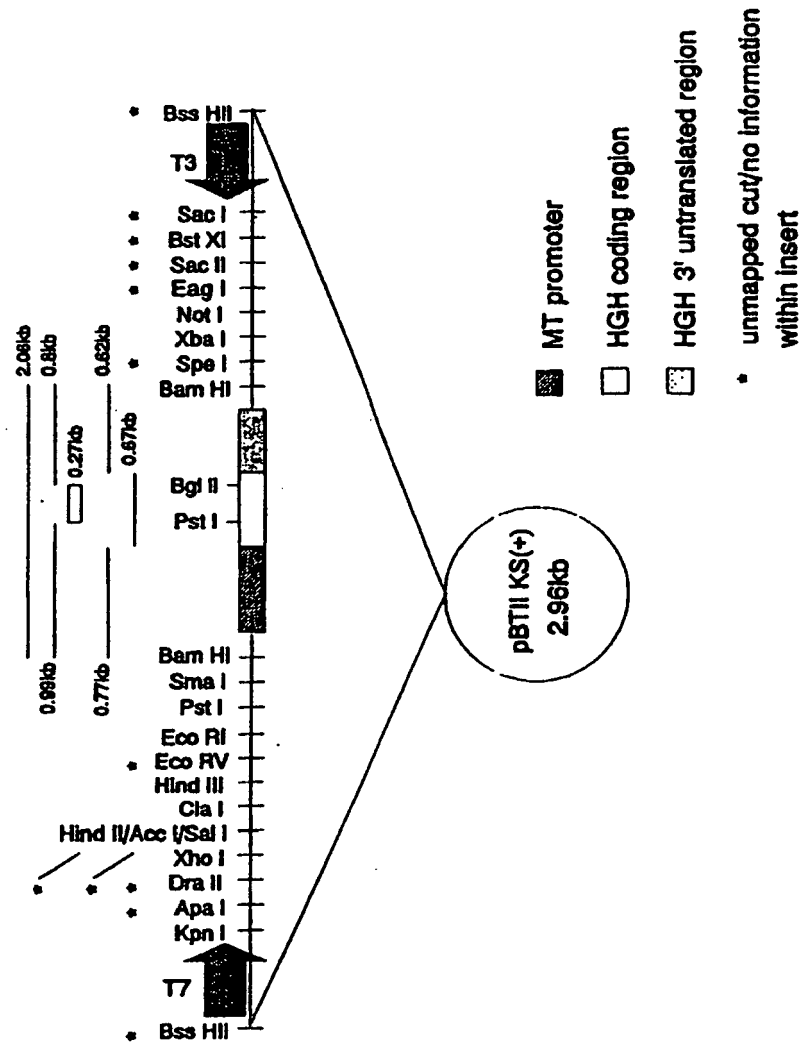 2.06kb
0.99kb
0.8kb
0.27kb
0.77kb
0.62kb
0.67kb
* Bss HII
T7
Kpn I
* Apa I
* Dra II
Xho I
* * Hind II/Acc I/Sal I
Cla I
Hind III
* Eco RV
Eco RI
Pst I
Sma I
Bam HI
Pst I
Bgl II
Bam HI
* Spe I
Xba I
Not I
* Eag I
* Sac II
* Bst XI
* Sac I
T3
* Bss HII
pBTII KS(+)
2.96kb
MT promoter
HGH coding region
HGH 3' untranslated region
* unmapped cut/no information
within insert